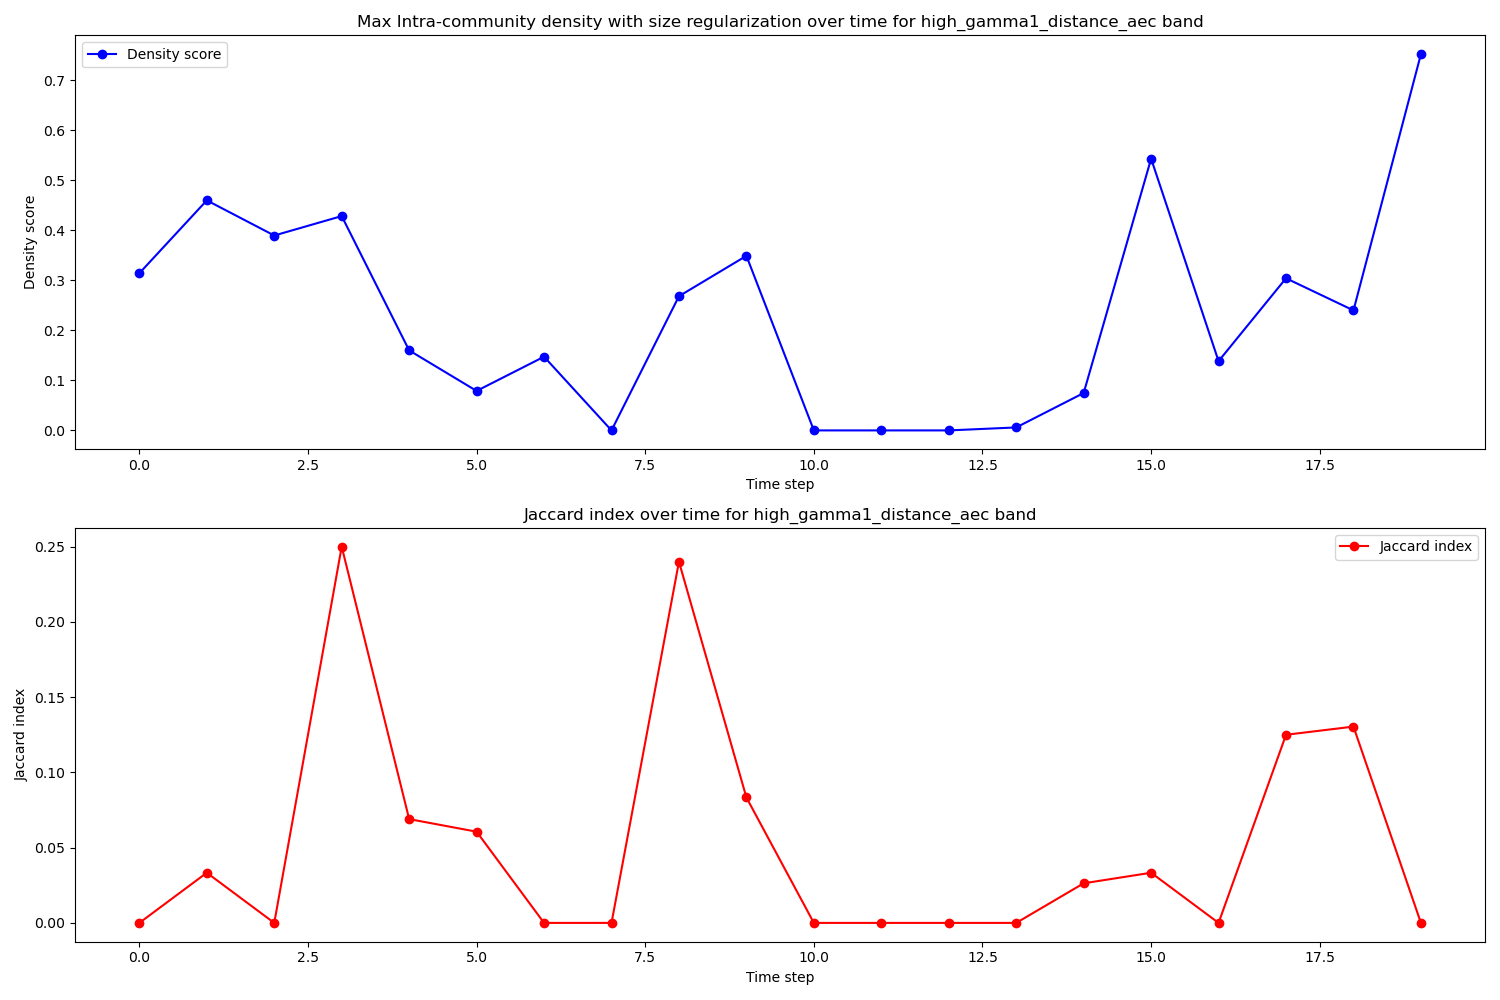 Max Intra-community density with size regularization over time for high_gamma1_distance_aec band
Density score
Density score
0.7
0.6
0.5
0.4
0.3
0.2
0.1
0.0
0.0 2.5 5.0 7.5 10.0 12.5 15.0 17.5
Time step
Jaccard index over time for high_gamma1_distance_aec band
Jaccard index
Jaccard index
0.25
0.20
0.15
0.10
0.05
0.00
0.0 2.5 5.0 7.5 10.0 12.5 15.0 17.5
Time step